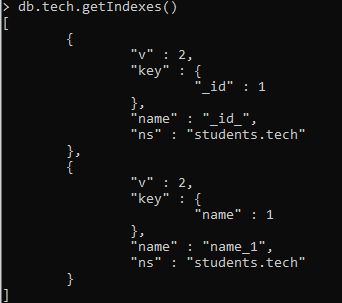 > db.tech.getIndexes()
[
        {
                "v" : 2,
                "key" : {
                        "_id" : 1
                },
                "name" : "_id_",
                "ns" : "students.tech"
        },
        {
                "v" : 2,
                "key" : {
                        "name" : 1
                },
                "name" : "name_1",
                "ns" : "students.tech"
        }
]